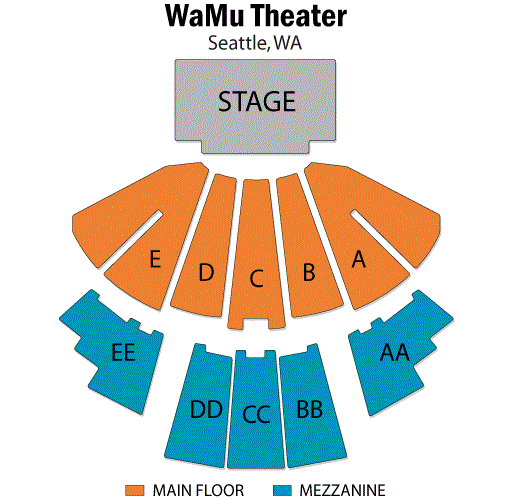 WaMu Theater
Seattle, WA
STAGE
E
D
C
B
A
EE
DD
CC
BB
AA
MAIN FLOOR
MEZZANINE